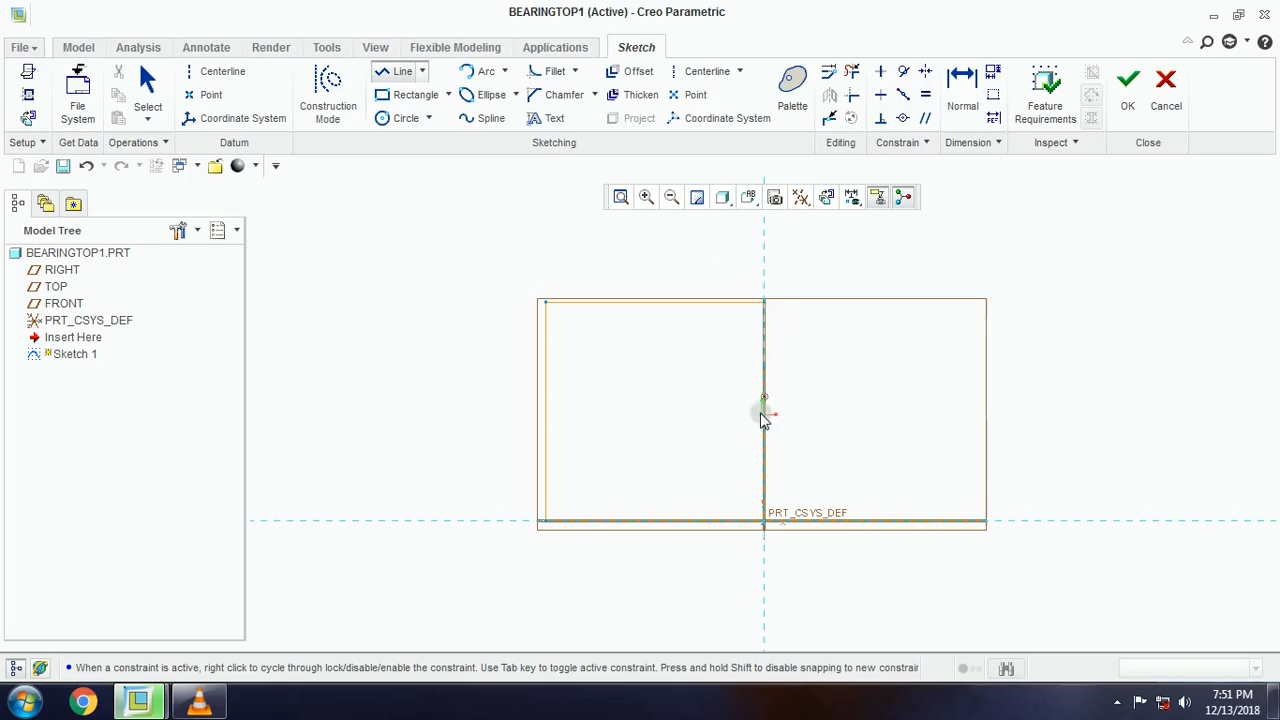 BEARINGTOP1 (Active) - Creo Parametric
File Model Analysis Annotate Render Tools View Flexible Modeling Applications Sketch
Centerline Line Arc Fillet Offset Centerline
Point Rectangle Ellipse Chamfer Thicken Point
Coordinate System Circle Spline Text Project Coordinate System
File System Select Construction Mode Palette Normal Feature Requirements OK Cancel
Setup Get Data Operations Datum Sketching Editing Constrain Dimension Inspect Close
Model Tree
BEARINGTOP1.PRT
RIGHT
TOP
FRONT
PRT_CSYS_DEF
Insert Here
Sketch 1
PRT_CSYS_DEF
When a constraint is active, right click to cycle through lock/disable/enable the constraint. Use Tab key to toggle active constraint. Press and hold Shift to disable snapping to new constrair
7:51 PM
12/13/2018